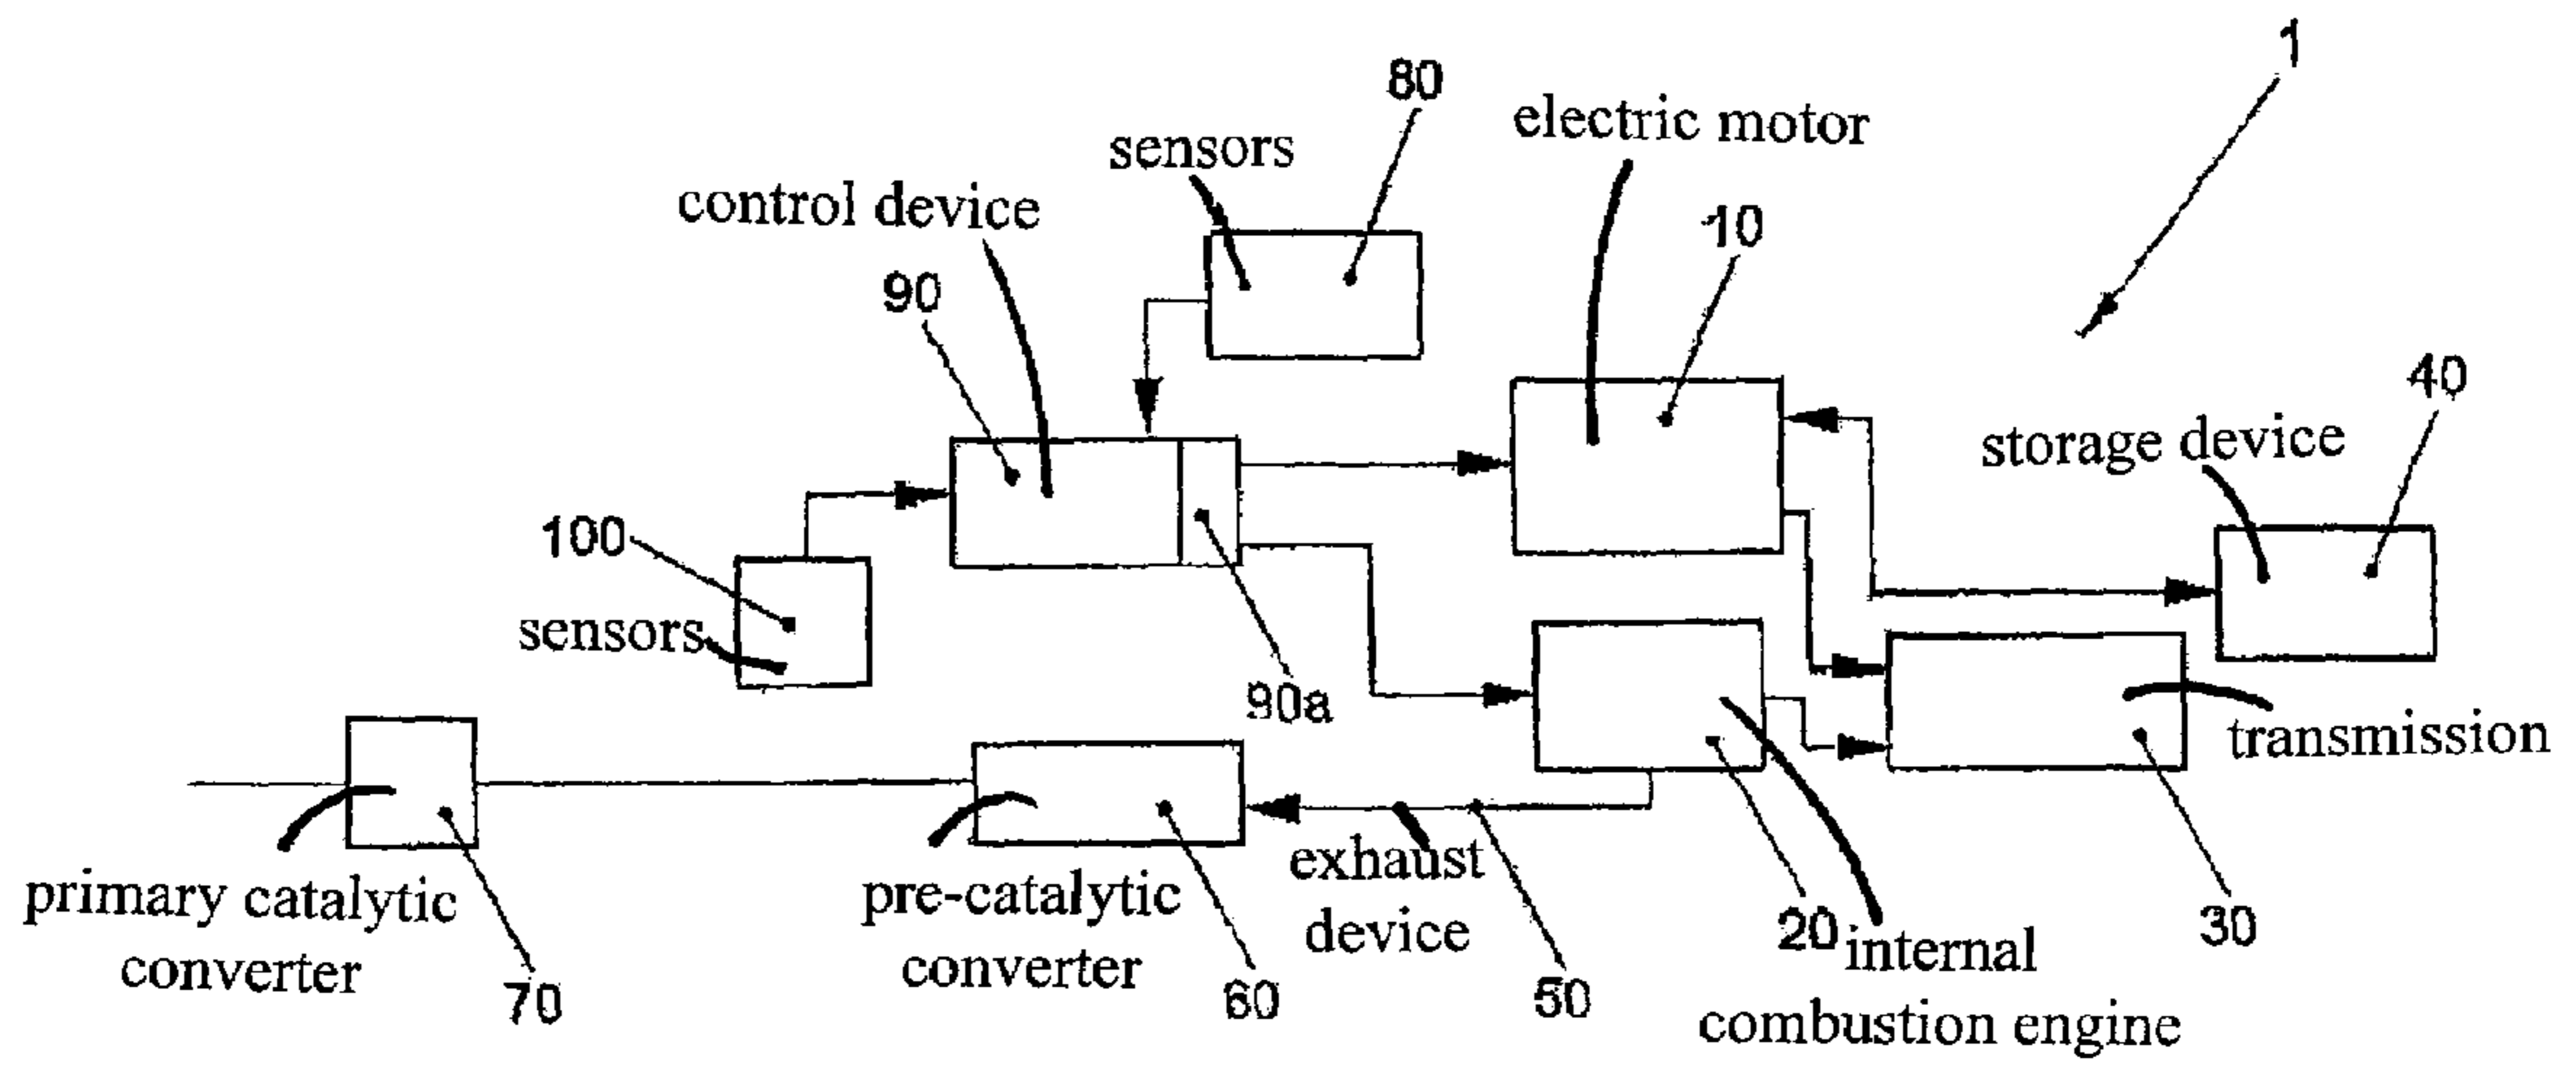 1
80
electric motor
sensors
control device
10
90
40
storage device
100
sensors
90a
transmission
exhaust
device
primary catalytic
converter
pre-catalytic
converter
20
30
internal
combustion engine
70
60
50